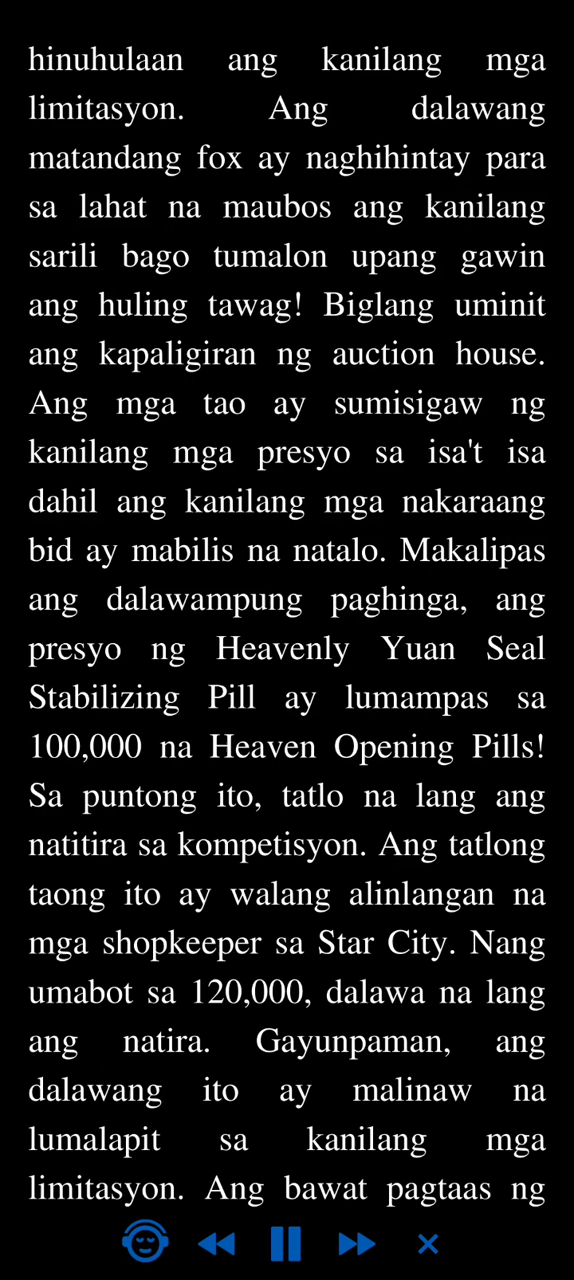 hinuhulaan ang kanilang mga
limitasyon. Ang dalawang
matandang fox ay naghihintay para
sa lahat na maubos ang kanilang
sarili bago tumalon upang gawin
ang huling tawag! Biglang uminit
ang kapaligiran ng auction house.
Ang mga tao ay sumisigaw ng
kanilang mga presyo sa isa't isa
dahil ang kanilang mga nakaraang
bid ay mabilis na natalo. Makalipas
ang dalawampung paghinga, ang
presyo ng Heavenly Yuan Seal
Stabilizing Pill ay lumampas sa
100,000 na Heaven Opening Pills!
Sa puntong ito, tatlo na lang ang
natitira sa kompetisyon. Ang tatlong
taong ito ay walang alinlangan na
mga shopkeeper sa Star City. Nang
umabot sa 120,000, dalawa na lang
ang natira. Gayunpaman, ang
dalawang ito ay malinaw na
lumalapit sa kanilang mga
limitasyon. Ang bawat pagtaas ng